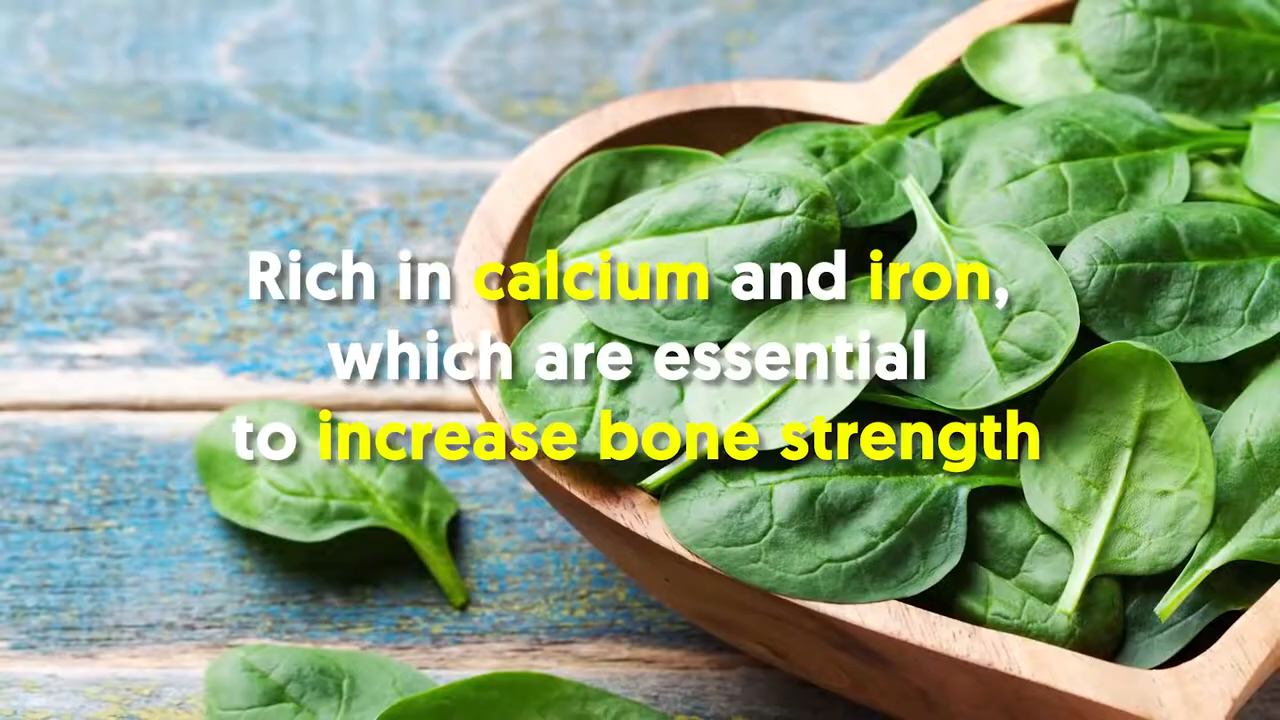 Rich in calcium and iron,
which are essential
to increase bone strength